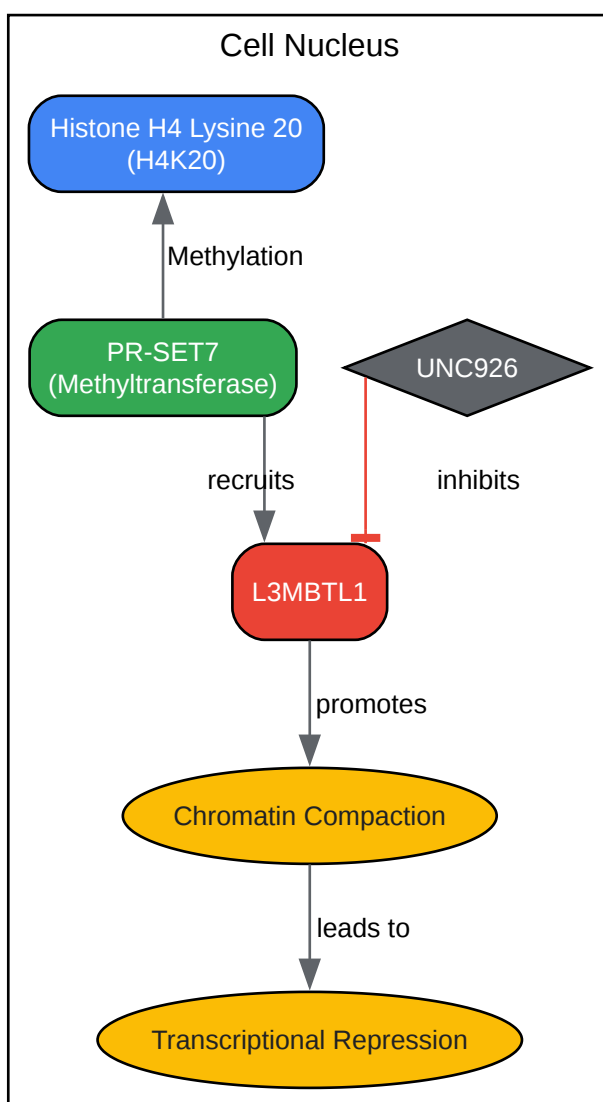 Cell Nucleus
Histone H4 Lysine 20
(H4K20)
Methylation
PR-SET7
(Methyltransferase)
UNC926
recruits
inhibits
L3MBTL1
promotes
Chromatin Compaction
leads to
Transcriptional Repression